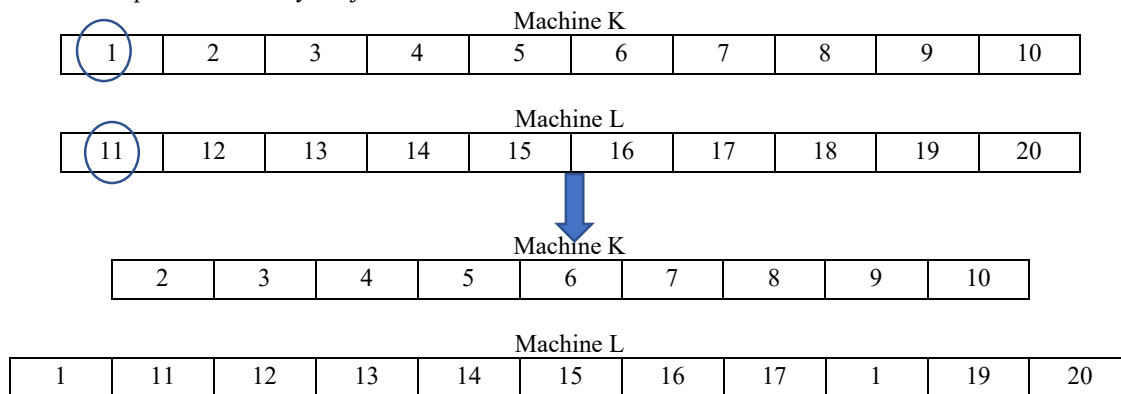 Machine K
1 2 3 4 5 6 7 8 9 10
Machine L
11 12 13 14 15 16 17 18 19 20
Machine K
2 3 4 5 6 7 8 9 10
Machine L
1 11 12 13 14 15 16 17 1 19 20